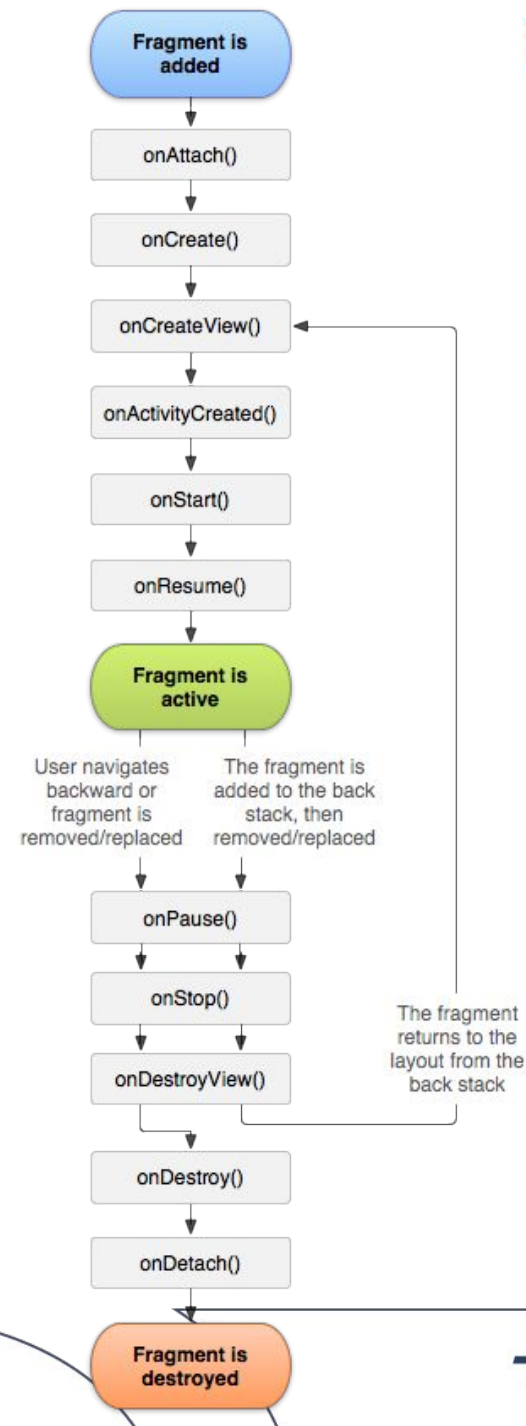 Fragment is
added
onAttach()
onCreate()
onCreateView()
onActivityCreated()
onStart()
onResume()
Fragment is
active
User navigates
backward or
fragment is
removed/replaced
The fragment is
added to the back
stack, then
removed/replaced
onPause()
onStop()
The fragment
returns to the
layout from the
back stack
onDestroyView()
onDestroy()
onDetach()
Fragment is
destroyed